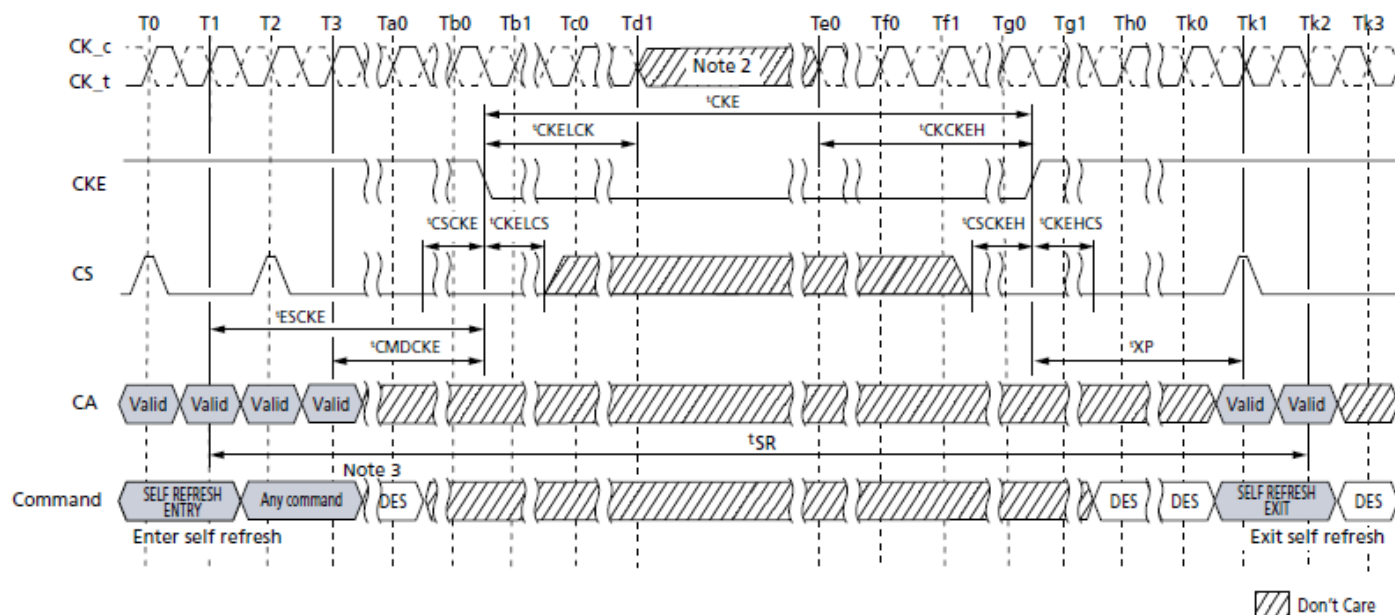 T0 T1 T2 T3 Ta0 Tb0 Tb1 Tc0 Td1 Te0 Tf0 Tf1 Tg0 Tg1 Th0 Tk0 Tk1 Tk2 Tk3
CK_c
Note 2
CK_t
tCKE
tCKELCK tCKCKEH
CKE
tCSCKE tCKELCS tCSCKEH tCKEHCS
CS
tESCKE
tCMDCKE tXP
CA Valid Valid Valid Valid Valid Valid
tSR
Note 3
Command SELF REFRESH ENTRY Any command DES DES DES SELF REFRESH EXIT DES
Enter self refresh Exit self refresh
Don't Care